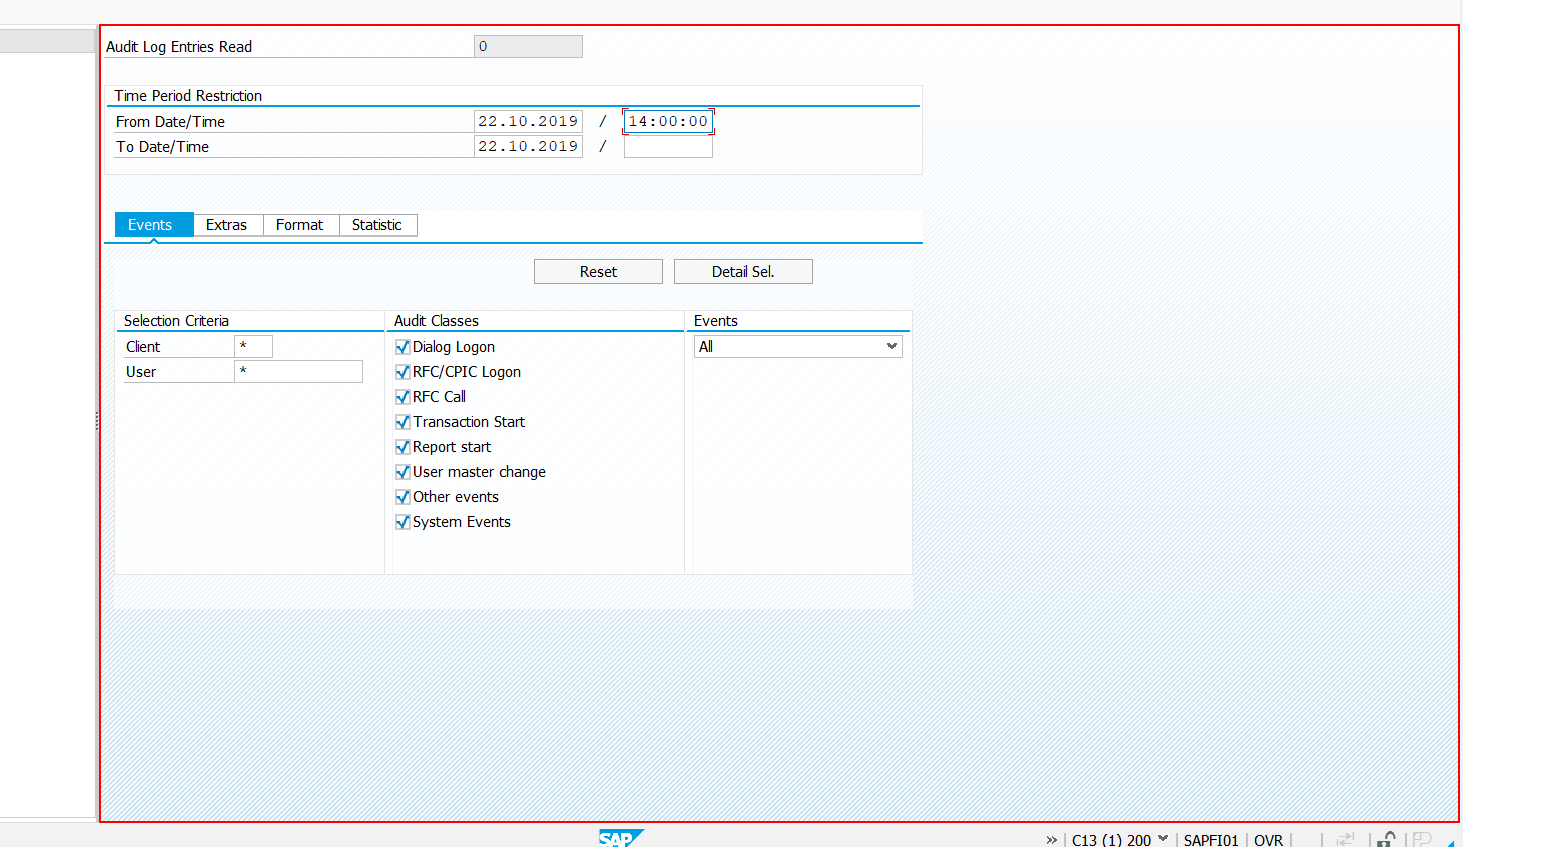 Audit Log Entries Read 0
Time Period Restriction
From Date/Time 22.10.2019 / 14:00:00
To Date/Time 22.10.2019 /
Events Extras Format Statistic
Reset Detail Sel.
Selection Criteria Audit Classes Events
Client * Dialog Logon All
User * RFC/CPIC Logon
RFC Call
Transaction Start
Report start
User master change
Other events
System Events
SAP » C13 (1) 200 SAPFI01 OVR